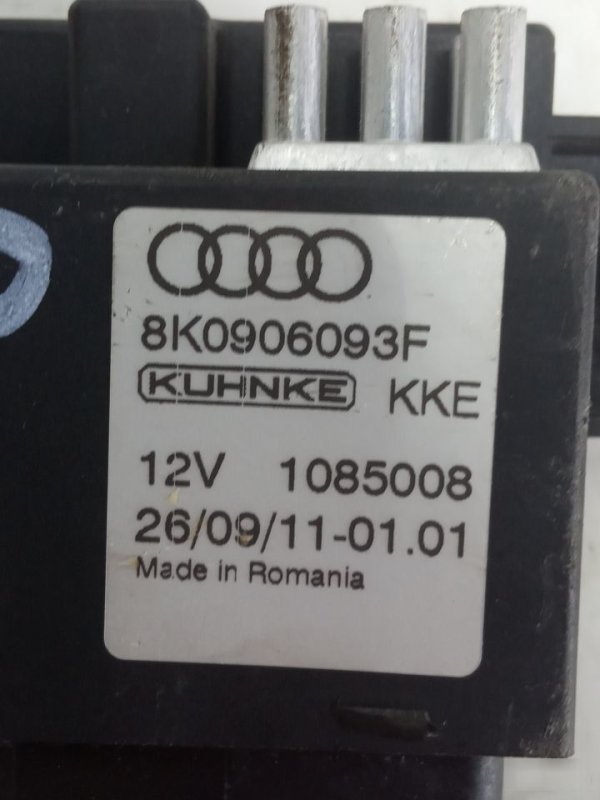 8K0906093F
KUHNKE KKE
12V 1085008
26/09/11-01.01
Made in Romania